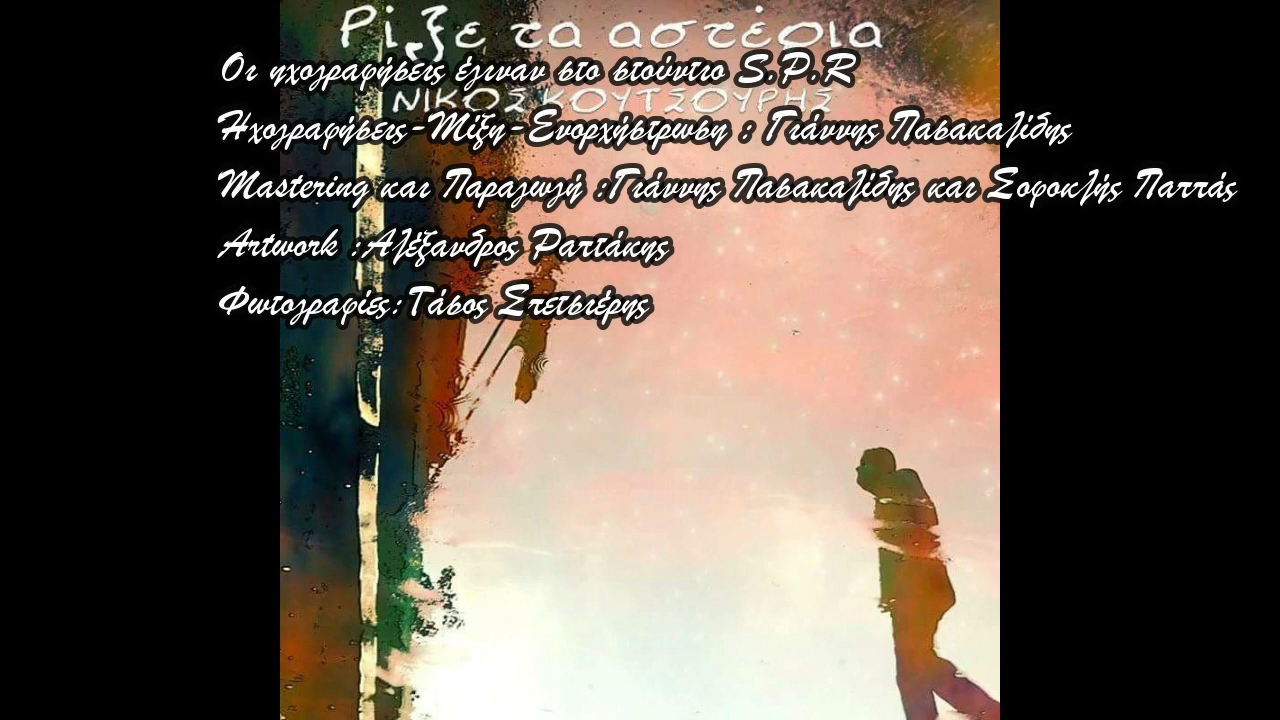 Ρίξε τα αστέρια
Οι ηχογραφήσεις έγιναν στο στούντιο S.P.R
ΝΙΚΟΣ ΚΟΥΤΣΟΥΡΗΣ
Ηχογραφήσεις-Μίξη-Ενορχήστρωση : Γιάννης Πασακαλίδης
Mastering και Παραγωγή :Γιάννης Πασακαλίδης και Σοφοκλής Παππάς
Artwork :Αλέξανδρος Ραπτάκης
Φωτογραφίες:Τάσος Σπετσιέρης